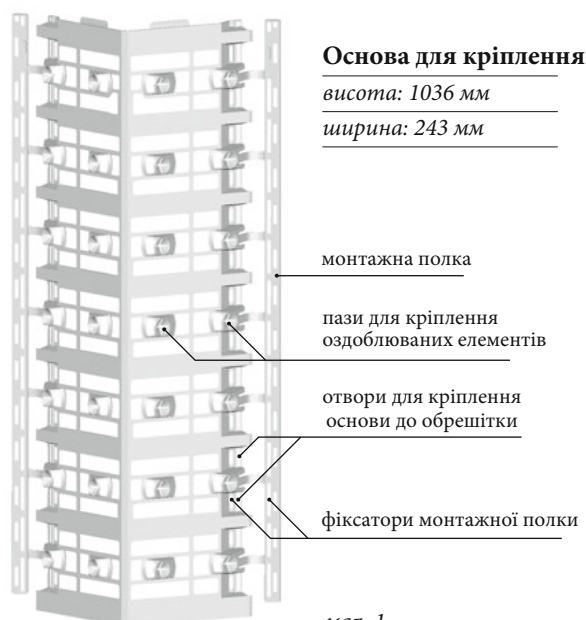 Основа для кріплення
висота: 1036 мм
ширина: 243 мм
монтажна полка
пази для кріплення
оздоблюваних елементів
отвори для кріплення
основи до обрешітки
фіксатори монтажної полки